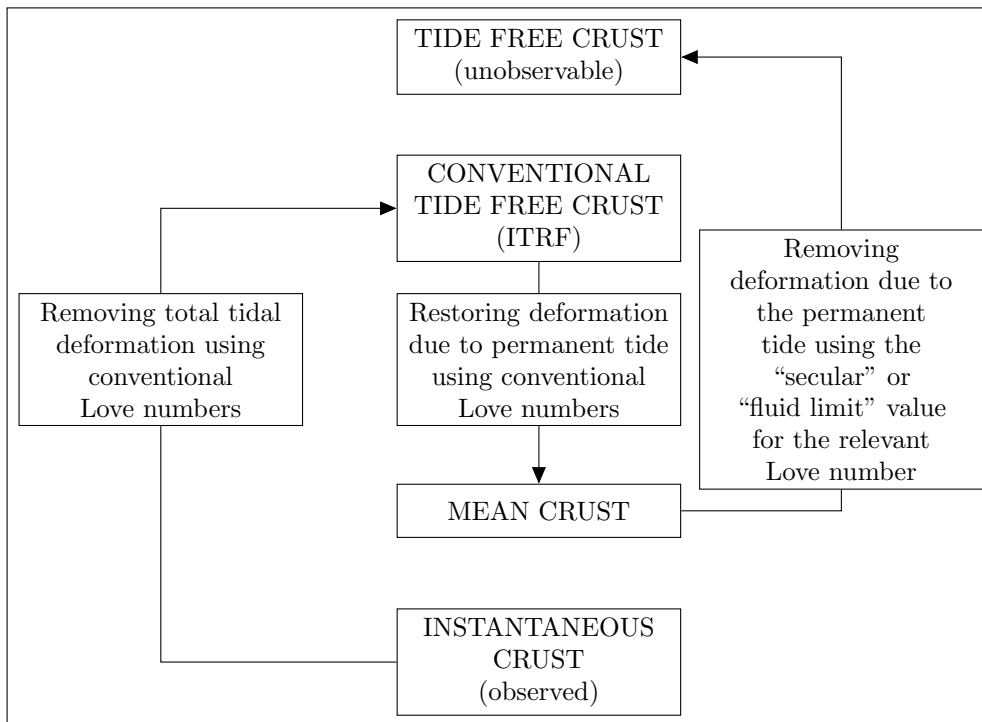 TIDE FREE CRUST
(unobservable)
CONVENTIONAL
TIDE FREE CRUST
(ITRF)
Removing total tidal
deformation using
conventional
Love numbers
Restoring deformation
due to permanent tide
using conventional
Love numbers
Removing
deformation due to
the permanent
tide using the
“secular” or
“fluid limit” value
for the relevant
Love number
MEAN CRUST
INSTANTANEOUS
CRUST
(observed)